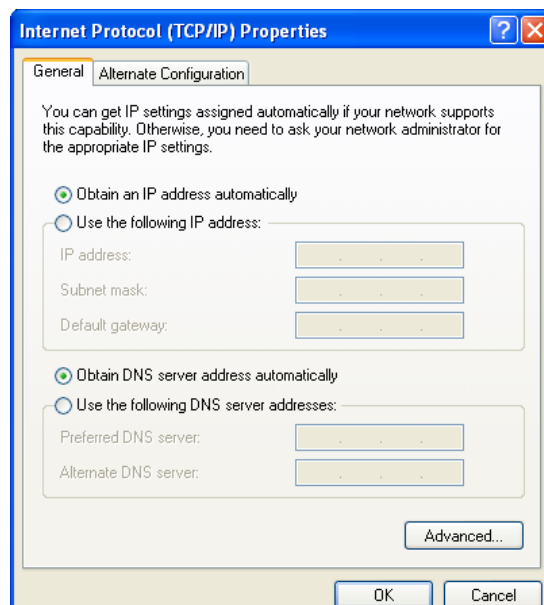 Internet Protocol (TCP/IP) Properties
General
Alternate Configuration
You can get IP settings assigned automatically if your network supports
this capability. Otherwise, you need to ask your network administrator for
the appropriate IP settings.
Obtain an IP address automatically
Use the following IP address:
IP address:
Subnet mask:
Default gateway:
Obtain DNS server address automatically
Use the following DNS server addresses:
Preferred DNS server:
Alternate DNS server:
Advanced...
OK
Cancel